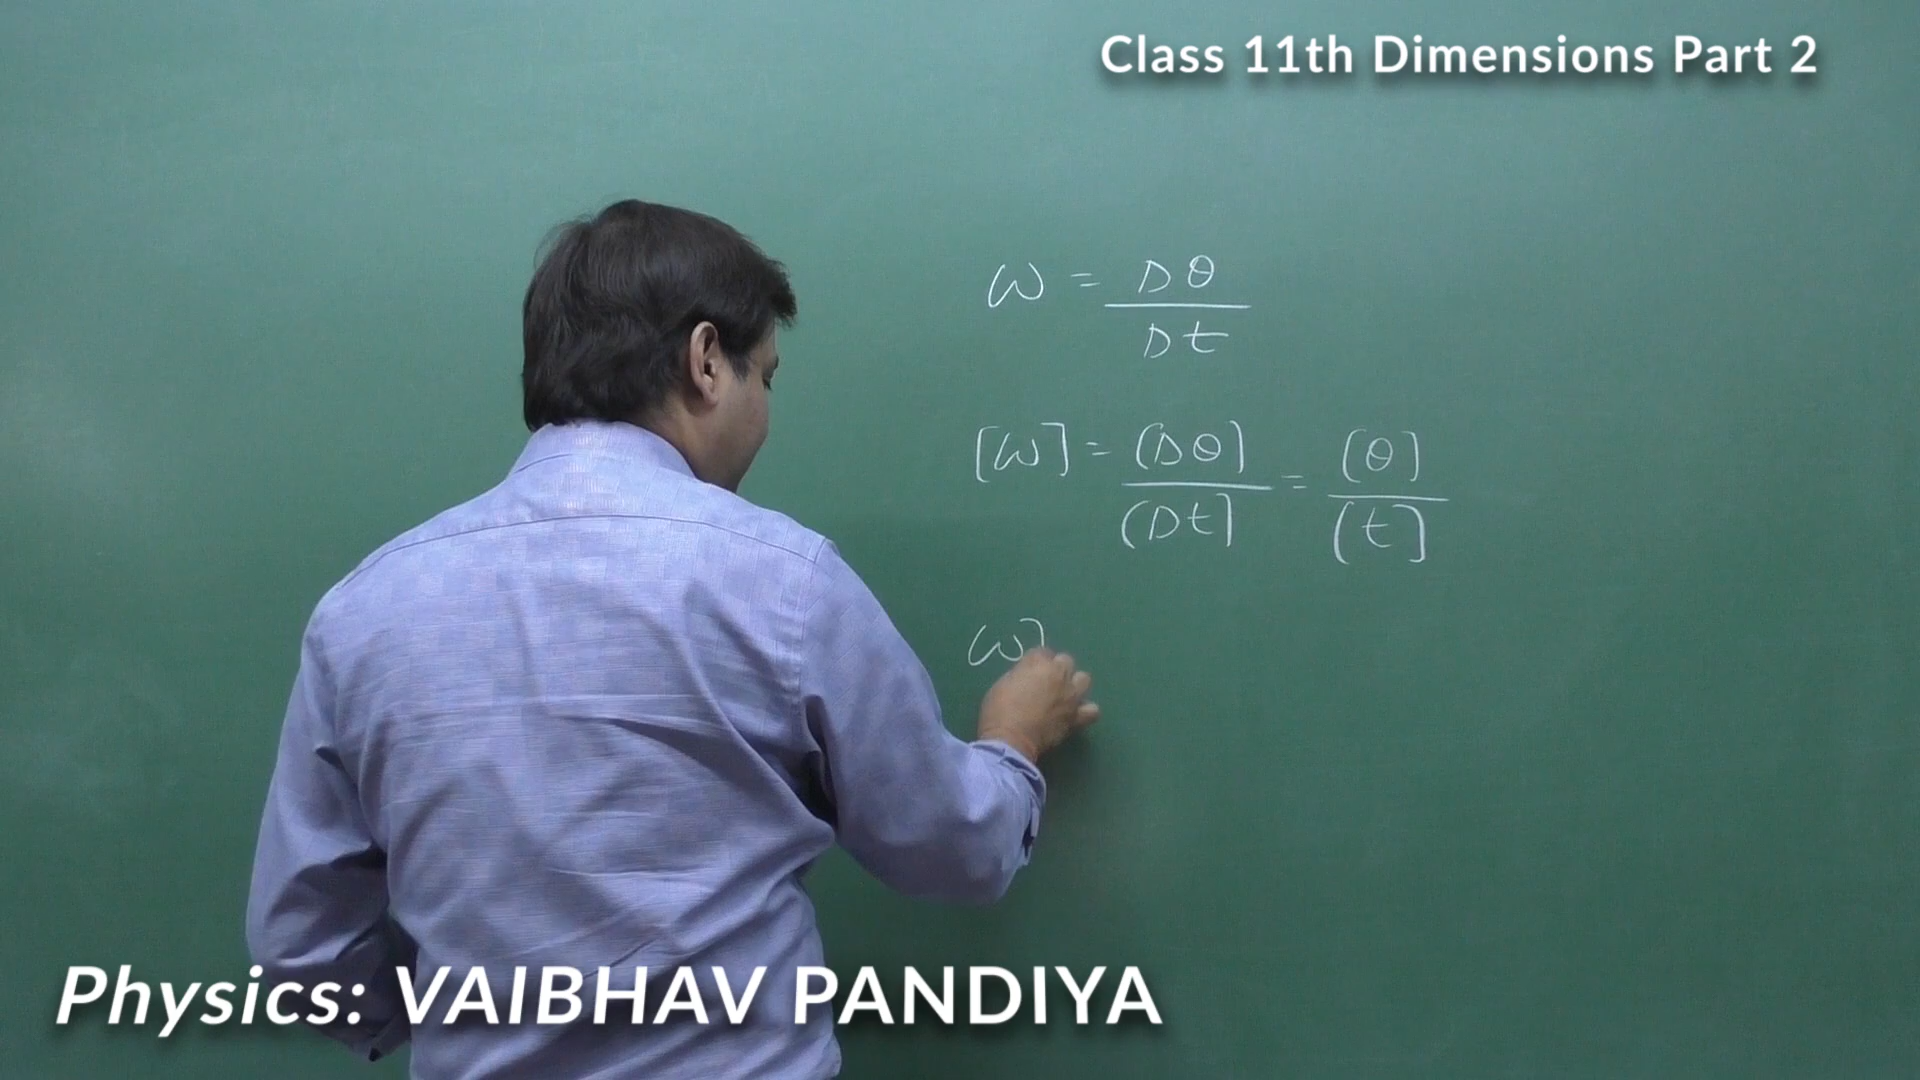 Class 11th Dimensions Part 2
ω = Δθ / Δt
[ω] = [Δθ] / [Δt] = [θ] / [t]
ω]
Physics: VAIBHAV PANDIYA